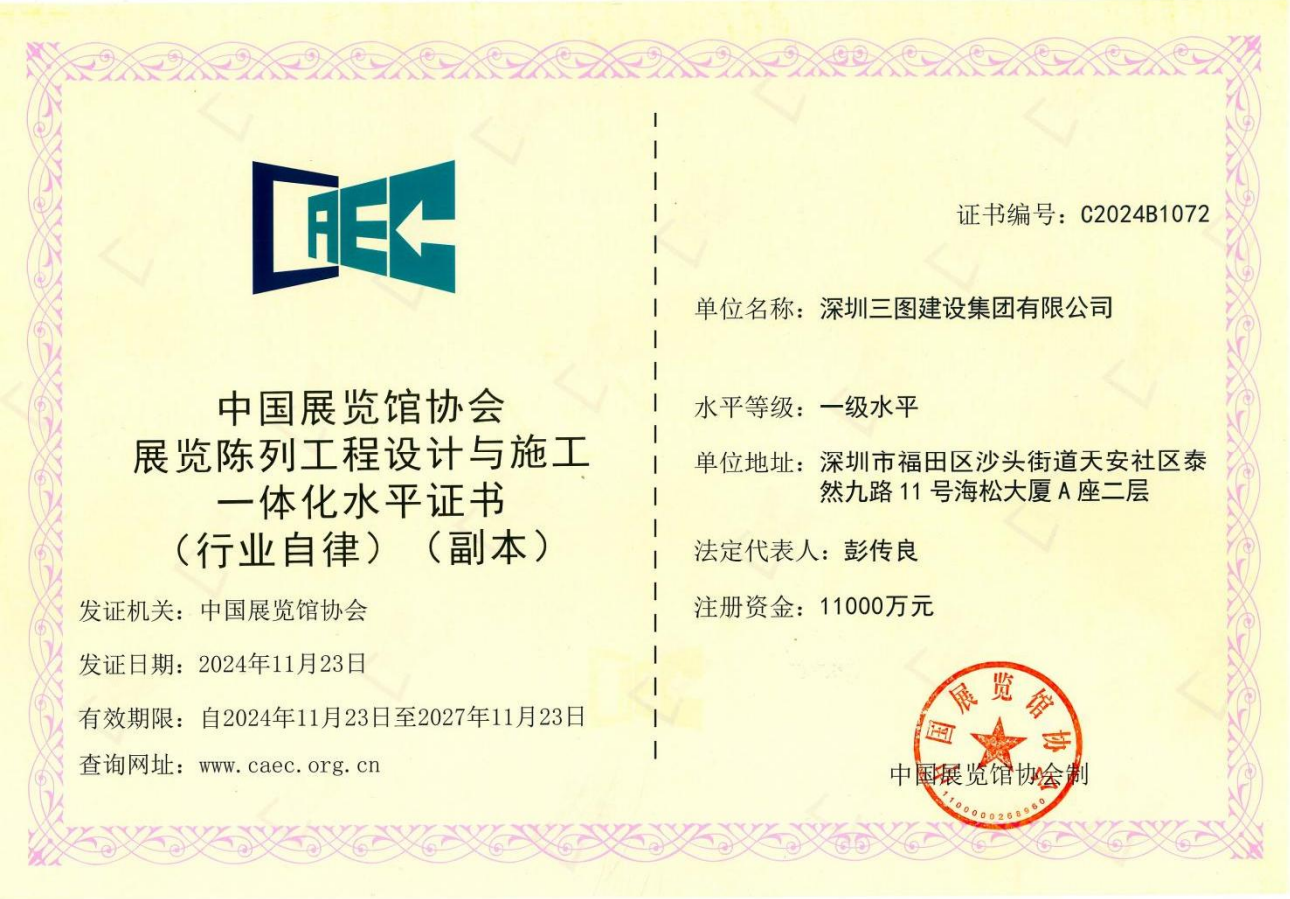 CAEC
中国展览馆协会
展览陈列工程设计与施工
一体化水平证书
（行业自律）（副本）
发证机关：中国展览馆协会
发证日期：2024年11月23日
有效期限：自2024年11月23日至2027年11月23日
查询网址：www.caec.org.cn
证书编号：C2024B1072
单位名称：深圳三图建设集团有限公司
水平等级：一级水平
单位地址：深圳市福田区沙头街道天安社区泰
然九路11号海松大厦A座二层
法定代表人：彭传良
注册资金：11000万元
中国展览馆协会制
中国展览馆协会
1100000268960